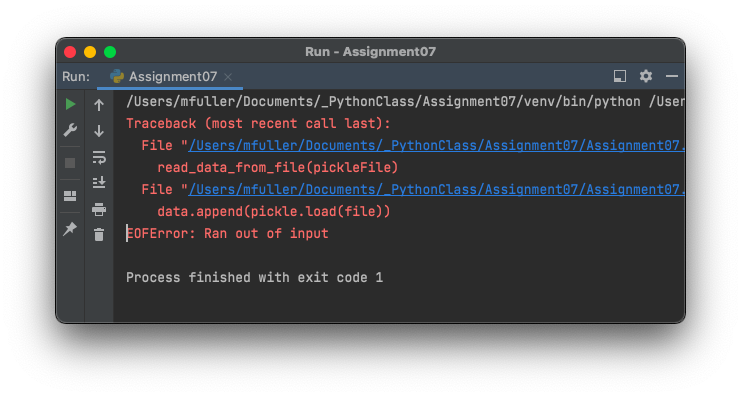 Run - Assignment07
Run: Assignment07
/Users/mfuller/Documents/_PythonClass/Assignment07/venv/bin/python /User
Traceback (most recent call last):
File "/Users/mfuller/Documents/_PythonClass/Assignment07/Assignment07.
read_data_from_file(pickleFile)
File "/Users/mfuller/Documents/_PythonClass/Assignment07/Assignment07.
data.append(pickle.load(file))
EOFError: Ran out of input
Process finished with exit code 1